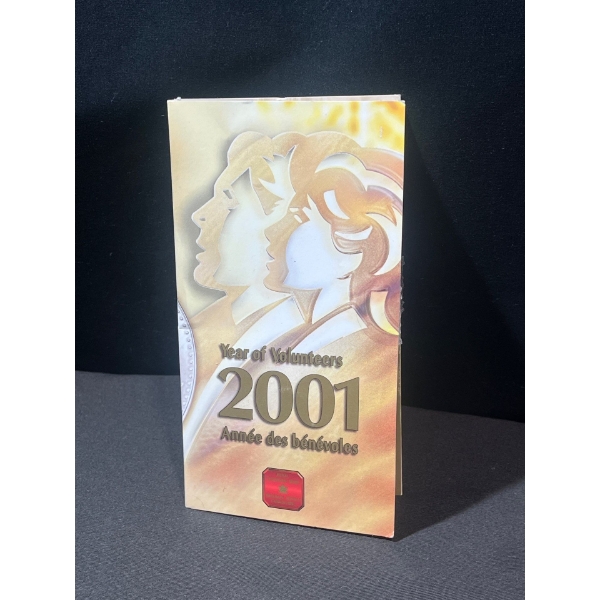 Year of Volunteers
2001
Année des bénévoles